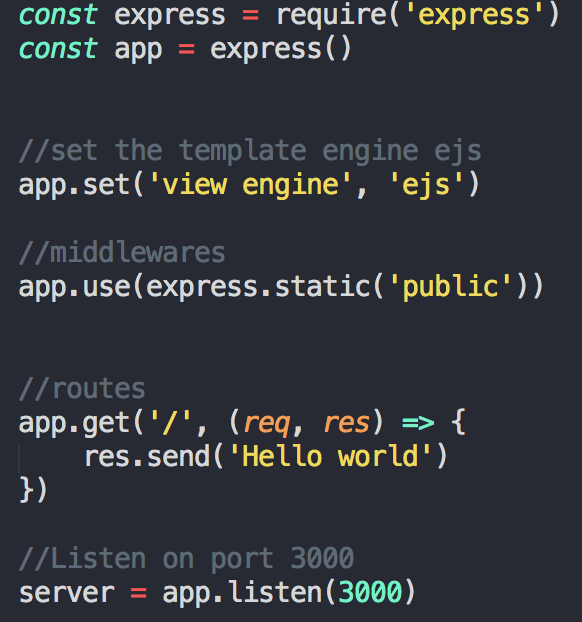 const express = require('express')
const app = express()
//set the template engine ejs
app.set('view engine', 'ejs')
//middlewares
app.use(express.static('public'))
//routes
app.get('/', (req, res) => {
    res.send('Hello world')
})
//Listen on port 3000
server = app.listen(3000)